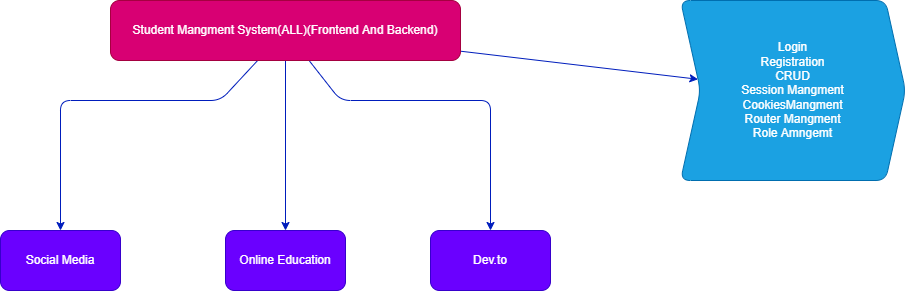 Student Mangment System(ALL)(Frontend And Backend)
Login
Registration
CRUD
Session Mangment
CookiesMangment
Router Mangment
Role Amngemt
Social Media
Online Education
Dev.to